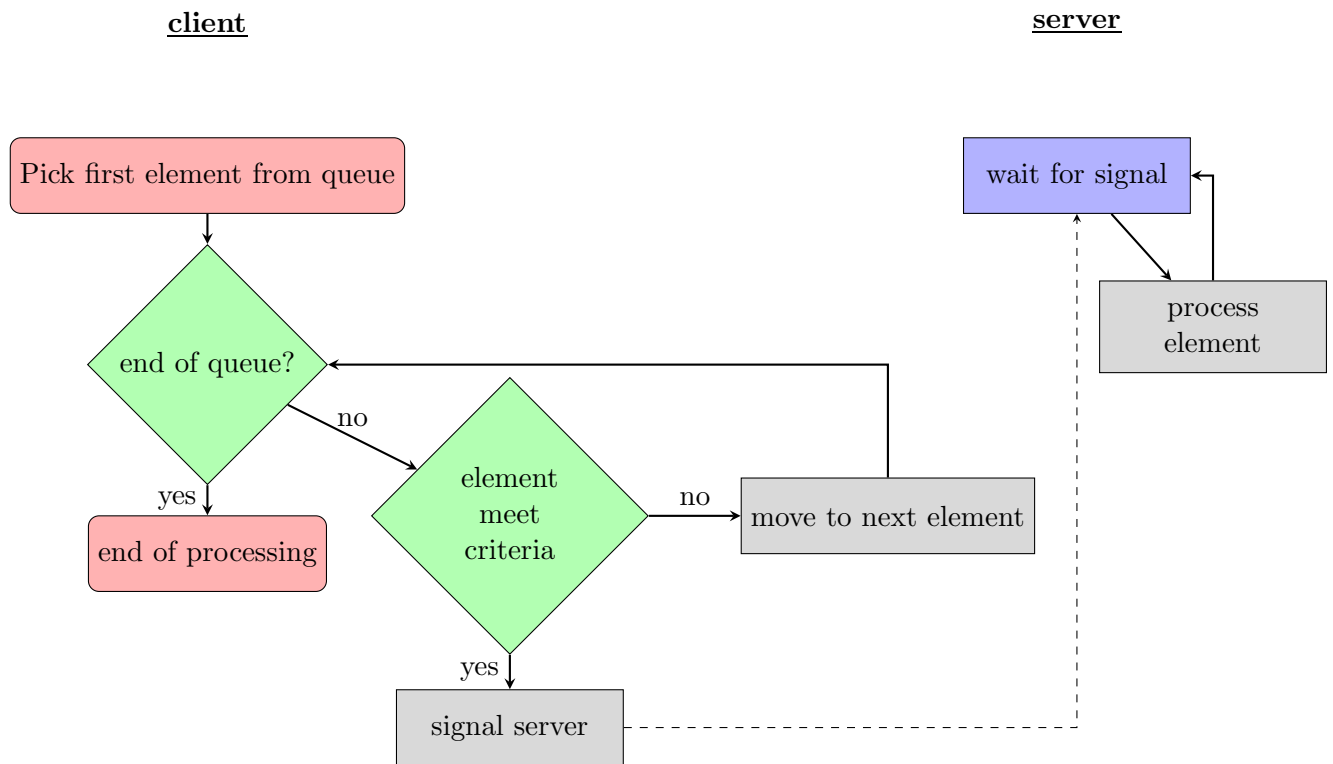 client
server
Pick first element from queue
wait for signal
process
element
end of queue?
no
element
meet
criteria
no
move to next element
yes
end of processing
yes
signal server